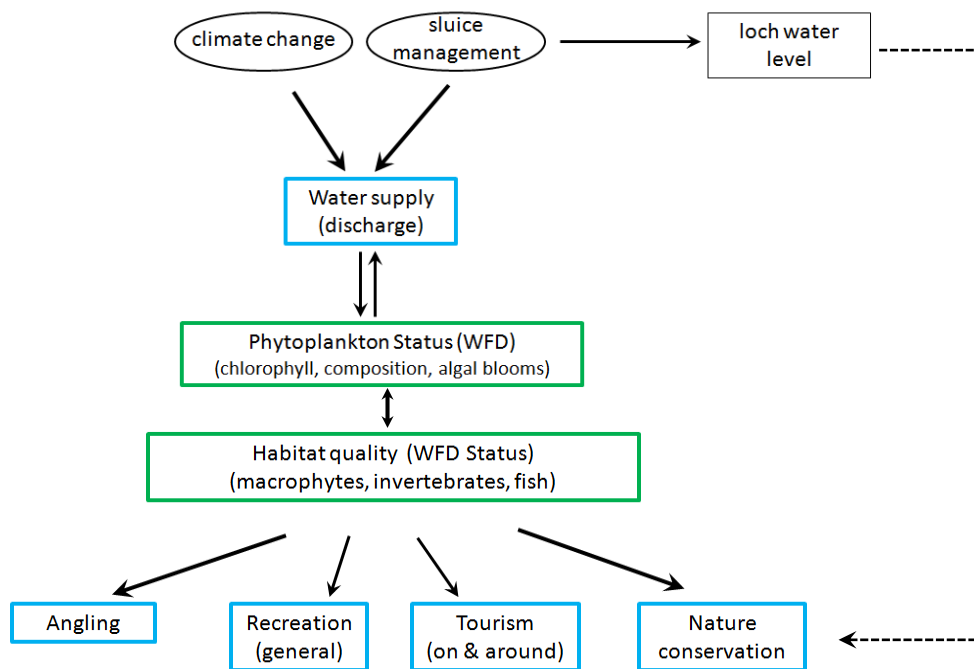 climate change
sluice
management
loch water
level
Water supply
(discharge)
Phytoplankton Status (WFD)
(chlorophyll, composition, algal blooms)
Habitat quality (WFD Status)
(macrophytes, invertebrates, fish)
Angling
Recreation
(general)
Tourism
(on & around)
Nature
conservation